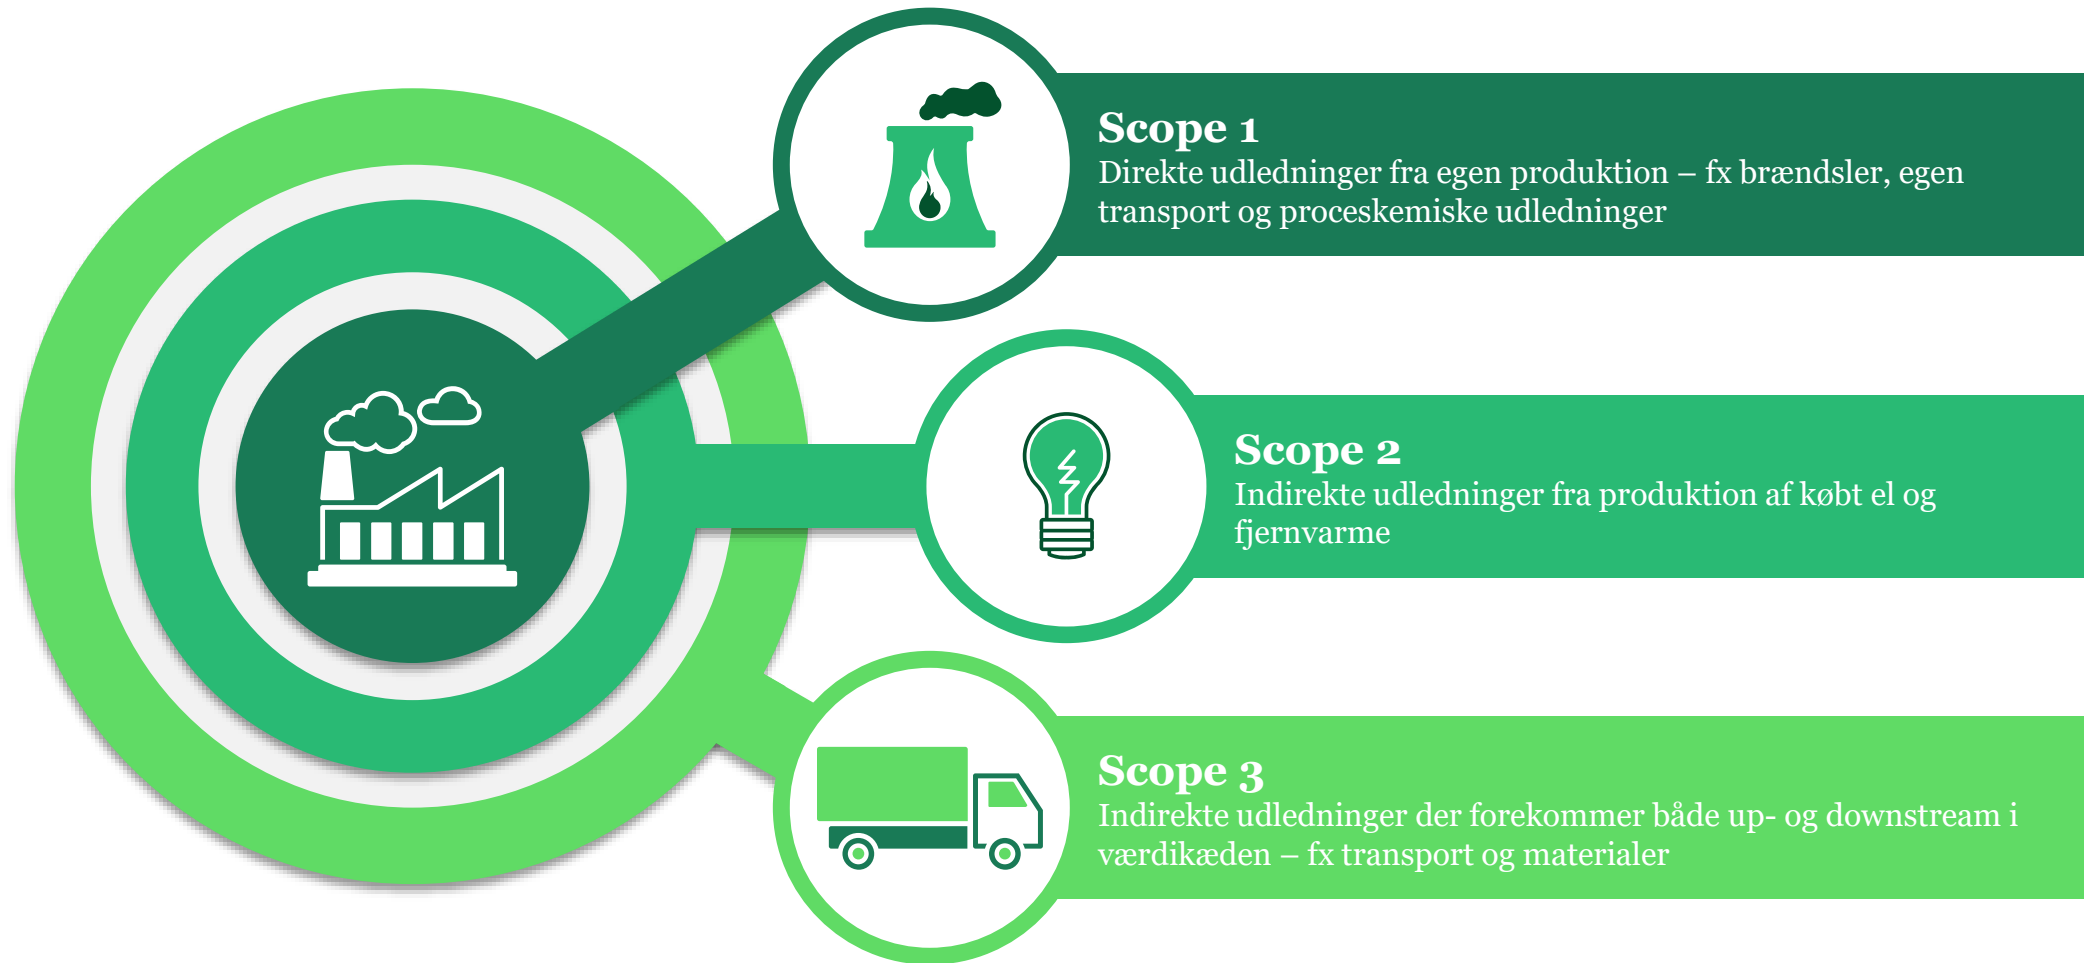 Scope 1
Direkte udledninger fra egen produktion – fx brændsler, egen
transport og proceskemiske udledninger
Scope 2
Indirekte udledninger fra produktion af købt el og
fjernvarme
Scope 3
Indirekte udledninger der forekommer både up- og downstream i
værdikæden – fx transport og materialer